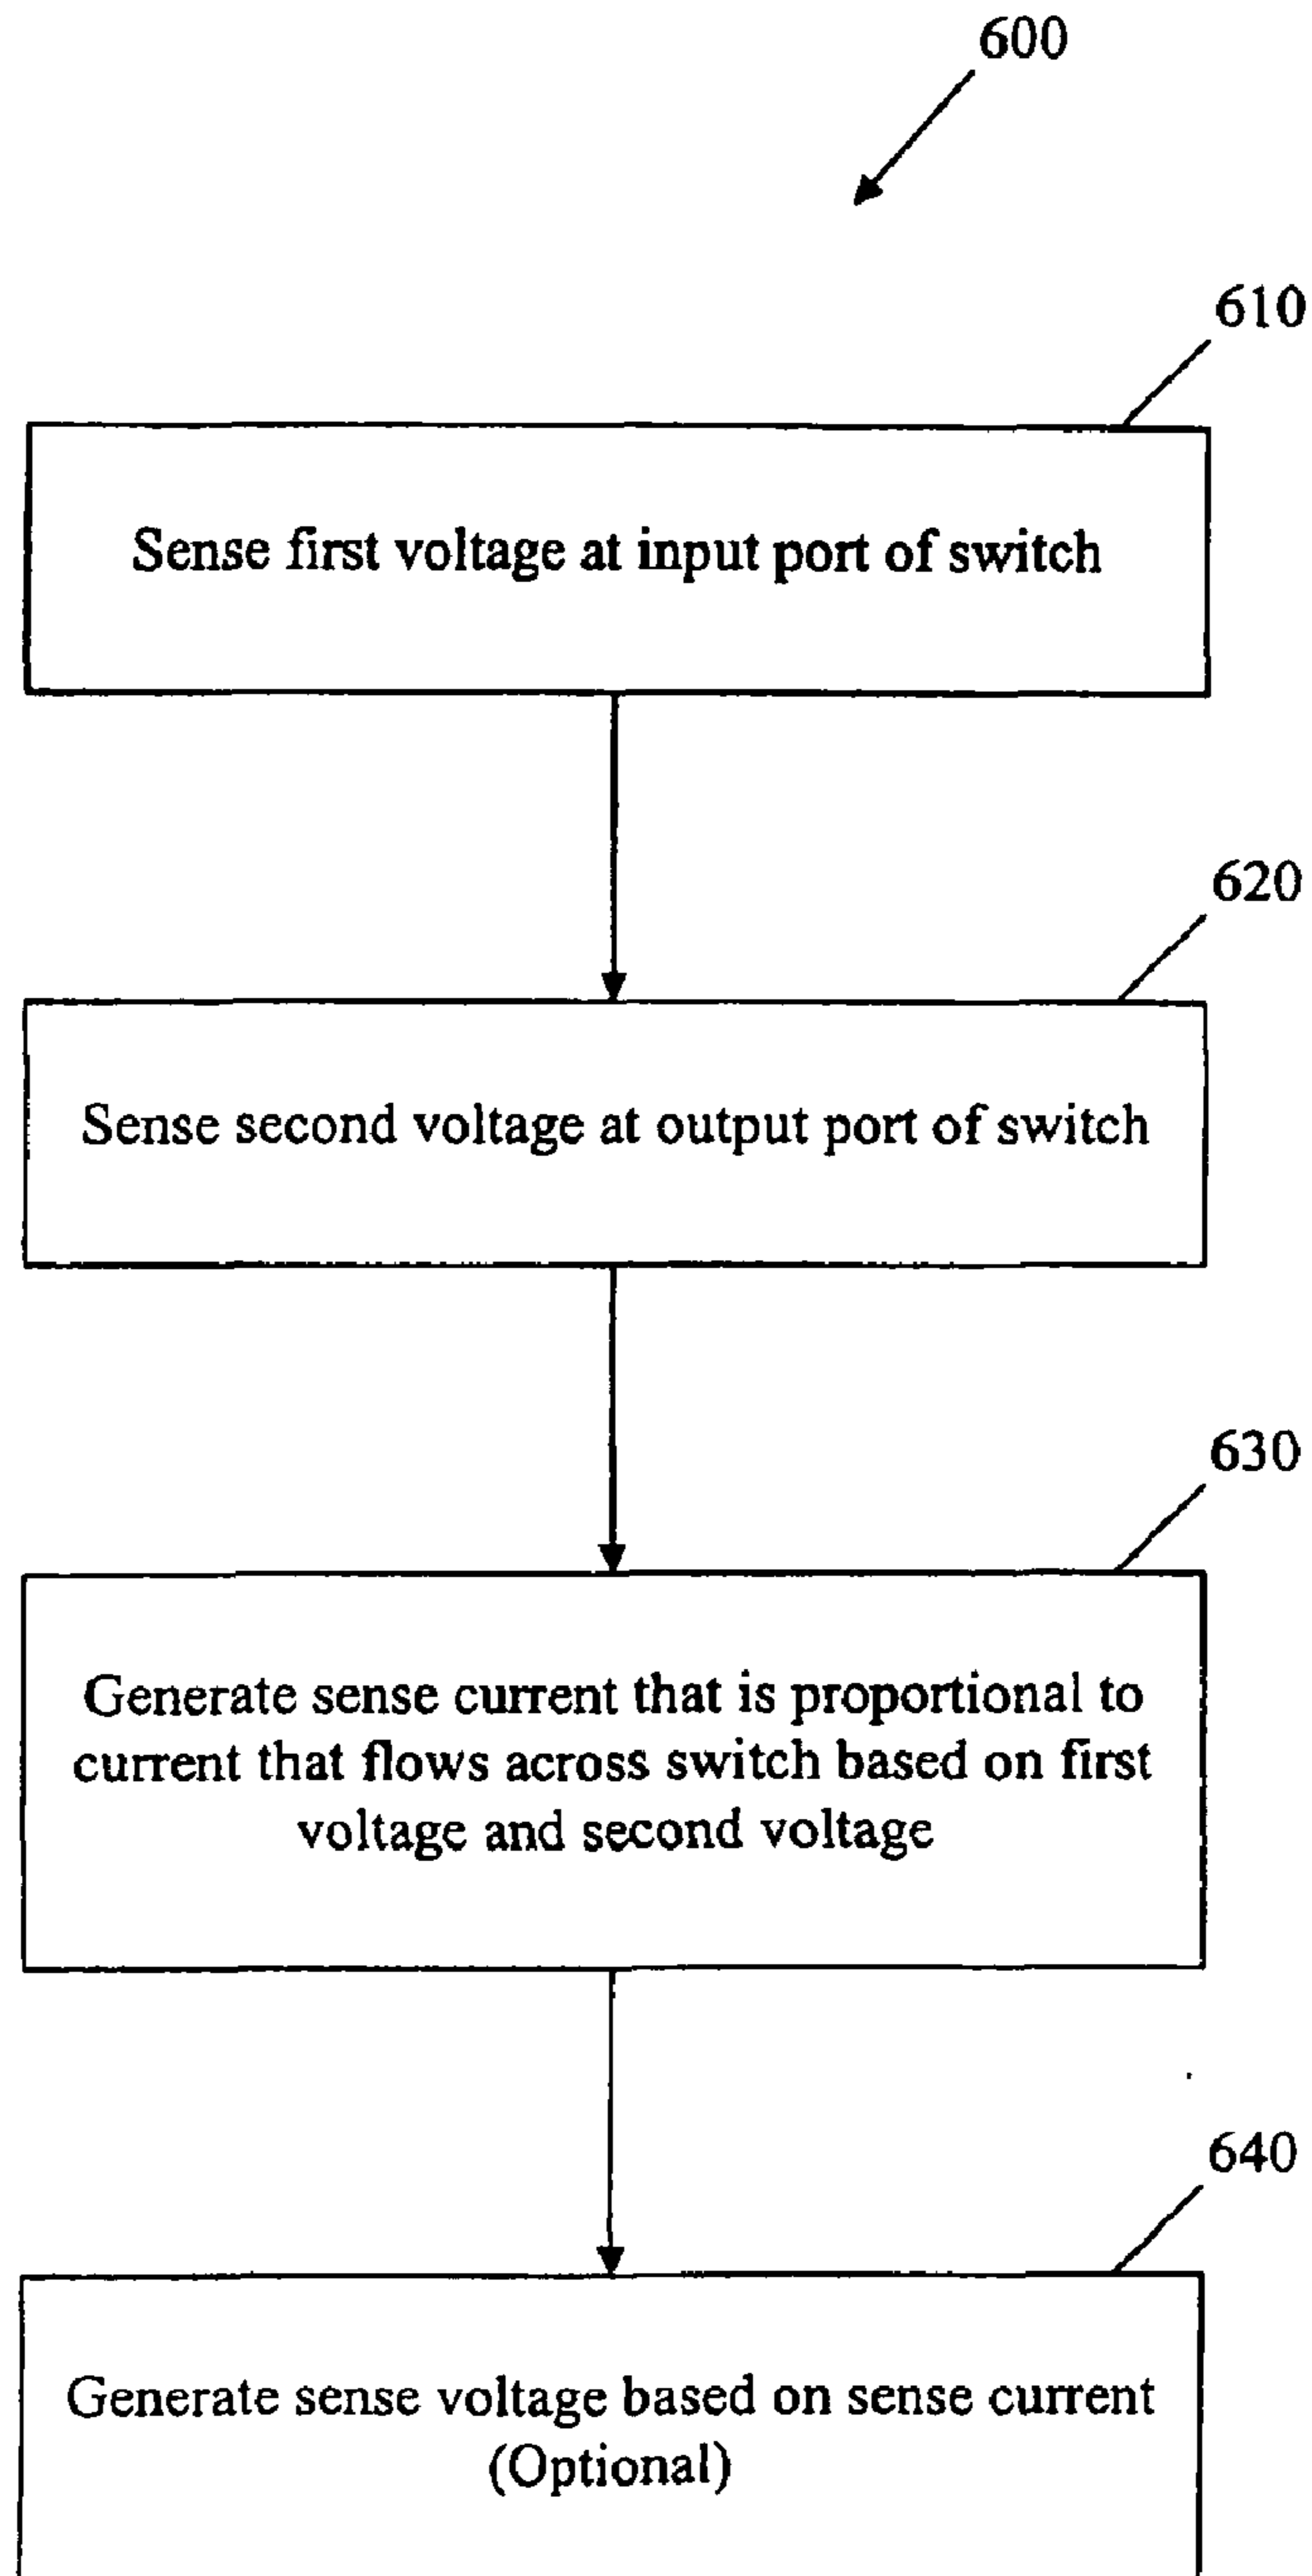 600
610
Sense first voltage at input port of switch
620
Sense second voltage at output port of switch
630
Generate sense current that is proportional to
current that flows across switch based on first
voltage and second voltage
640
Generate sense voltage based on sense current
(Optional)